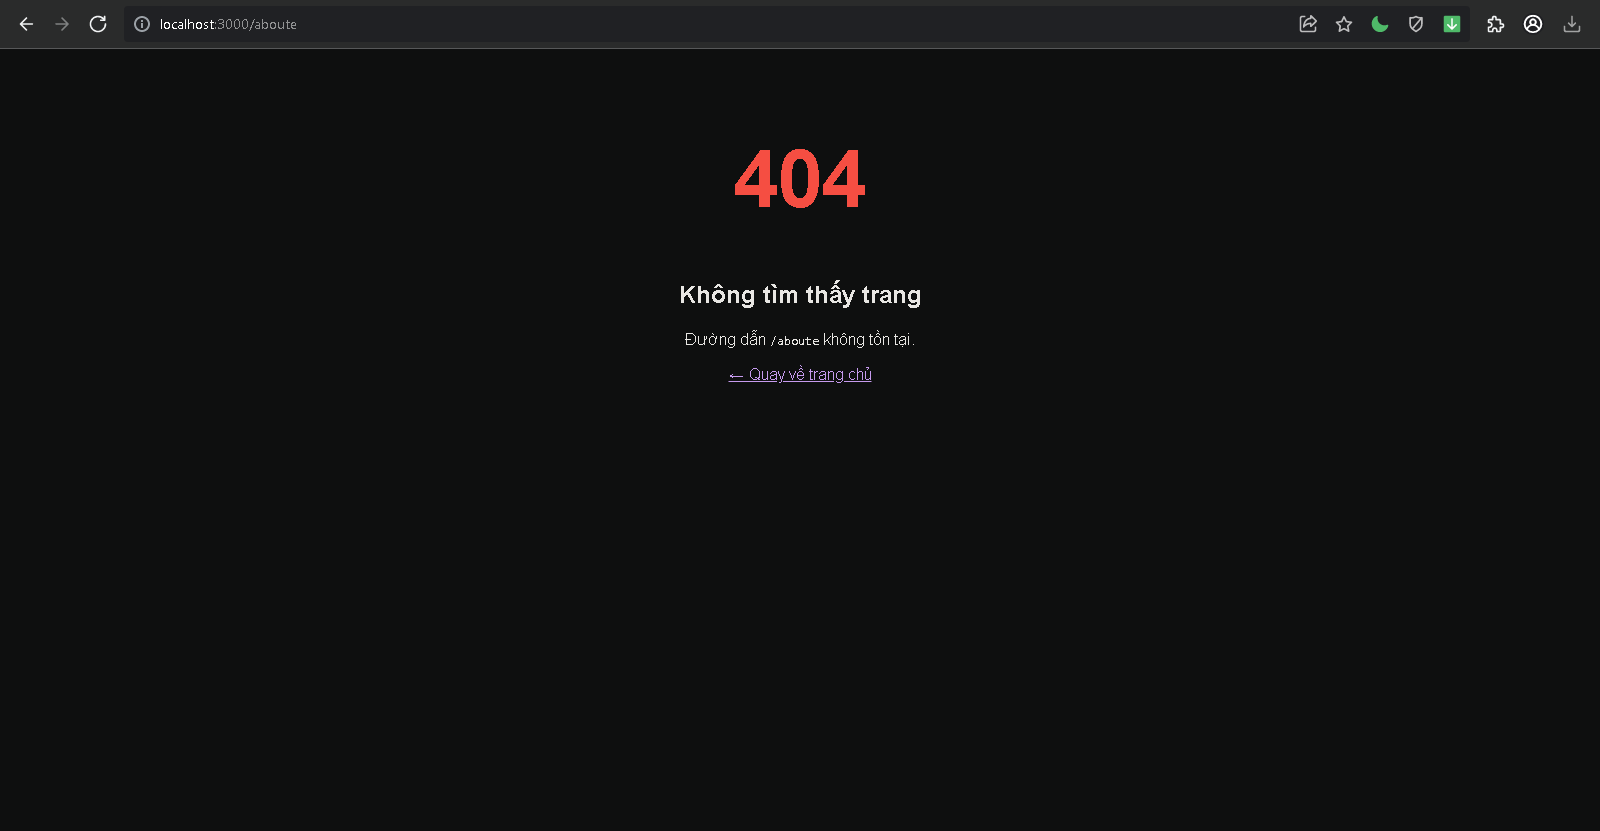 localhost:3000/aboute
404
Không tìm thấy trang
Đường dẫn /aboute không tồn tại.
← Quay về trang chủ